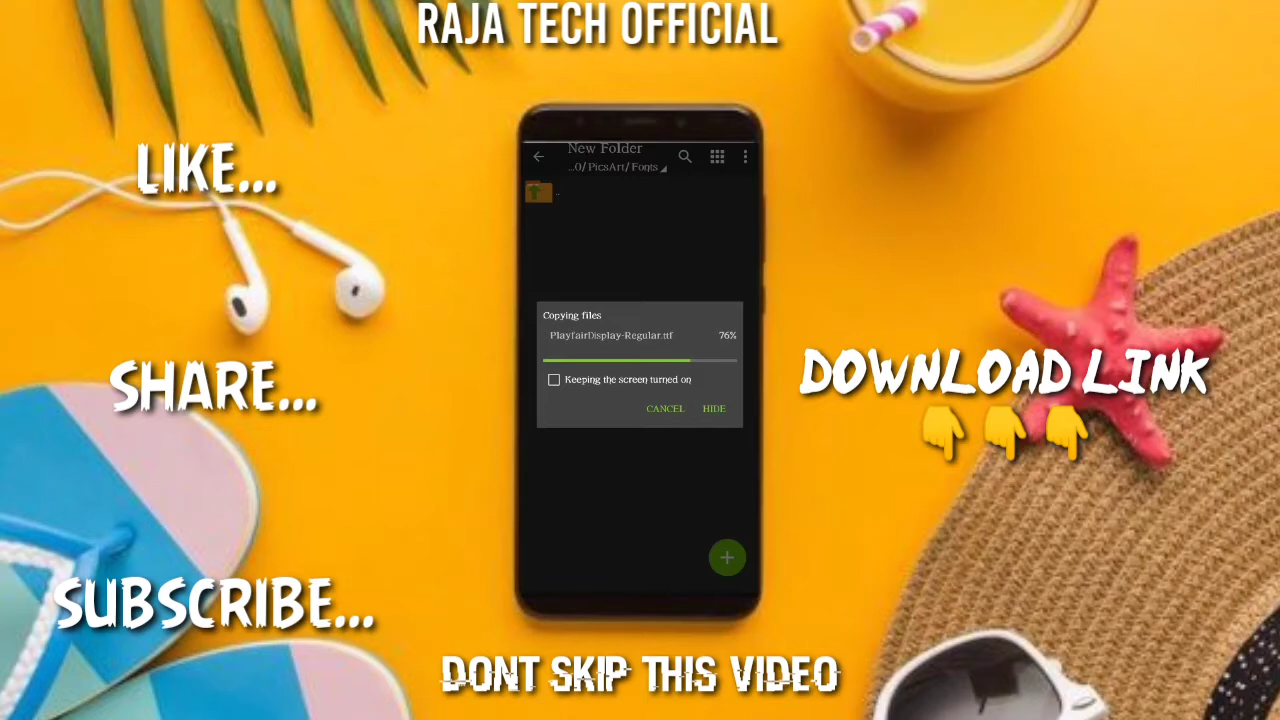 RAJA TECH OFFICIAL
LIKE...
SHARE...
SUBSCRIBE...
New Folder
...0/ PicsArt/ Fonts
..
Copying files
PlayfairDisplay-Regular.ttf 76%
Keeping the screen turned on
CANCEL HIDE
DOWNLOAD LINK
👇👇👇
DONT SKIP THIS VIDEO